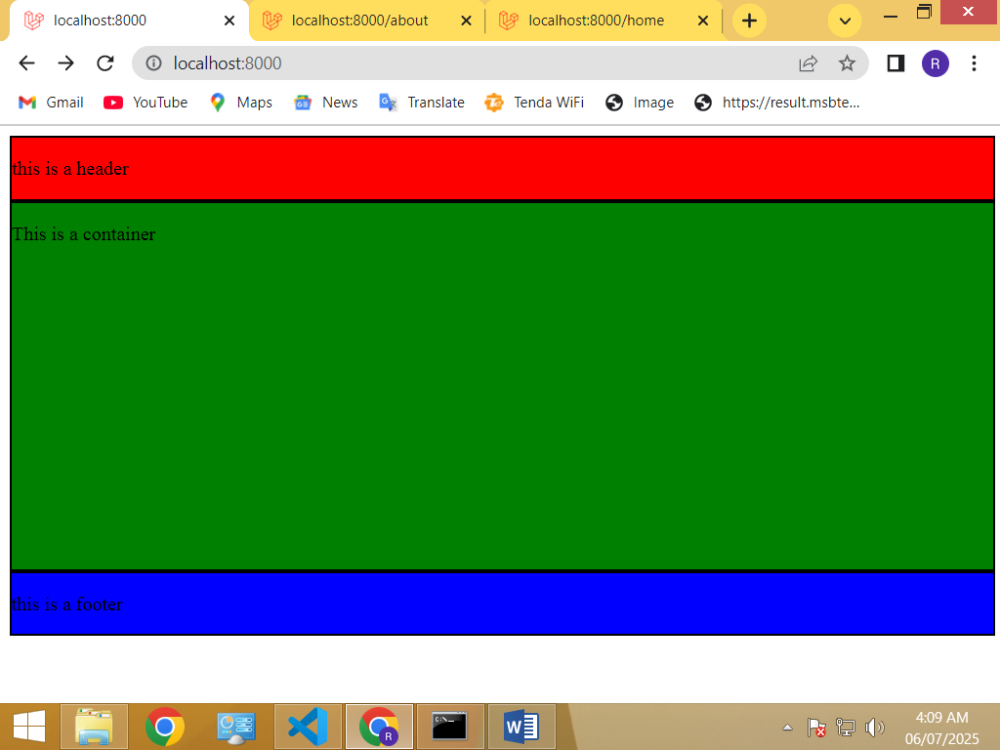 localhost:8000
localhost:8000/about
localhost:8000/home
localhost:8000
R
Gmail
YouTube
Maps
News
Translate
Tenda WiFi
Image
https://result.msbte...
this is a header
This is a container
this is a footer
R
4:09 AM
06/07/2025